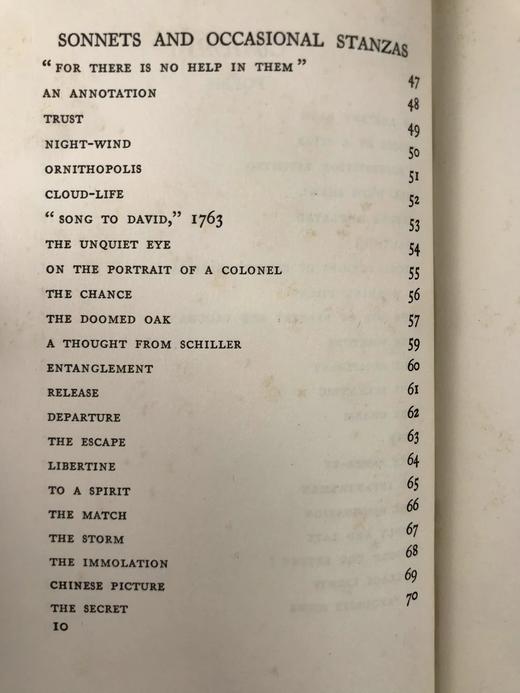 SONNETS AND OCCASIONAL STANZAS
“FOR THERE IS NO HELP IN THEM” 47
AN ANNOTATION 48
TRUST 49
NIGHT-WIND 50
ORNITHOPOLIS 51
CLOUD-LIFE 52
“SONG TO DAVID,” 1763 53
THE UNQUIET EYE 54
ON THE PORTRAIT OF A COLONEL 55
THE CHANCE 56
THE DOOMED OAK 57
A THOUGHT FROM SCHILLER 59
ENTANGLEMENT 60
RELEASE 61
DEPARTURE 62
THE ESCAPE 63
LIBERTINE 64
TO A SPIRIT 65
THE MATCH 66
THE STORM 67
THE IMMOLATION 68
CHINESE PICTURE 69
THE SECRET 70
10